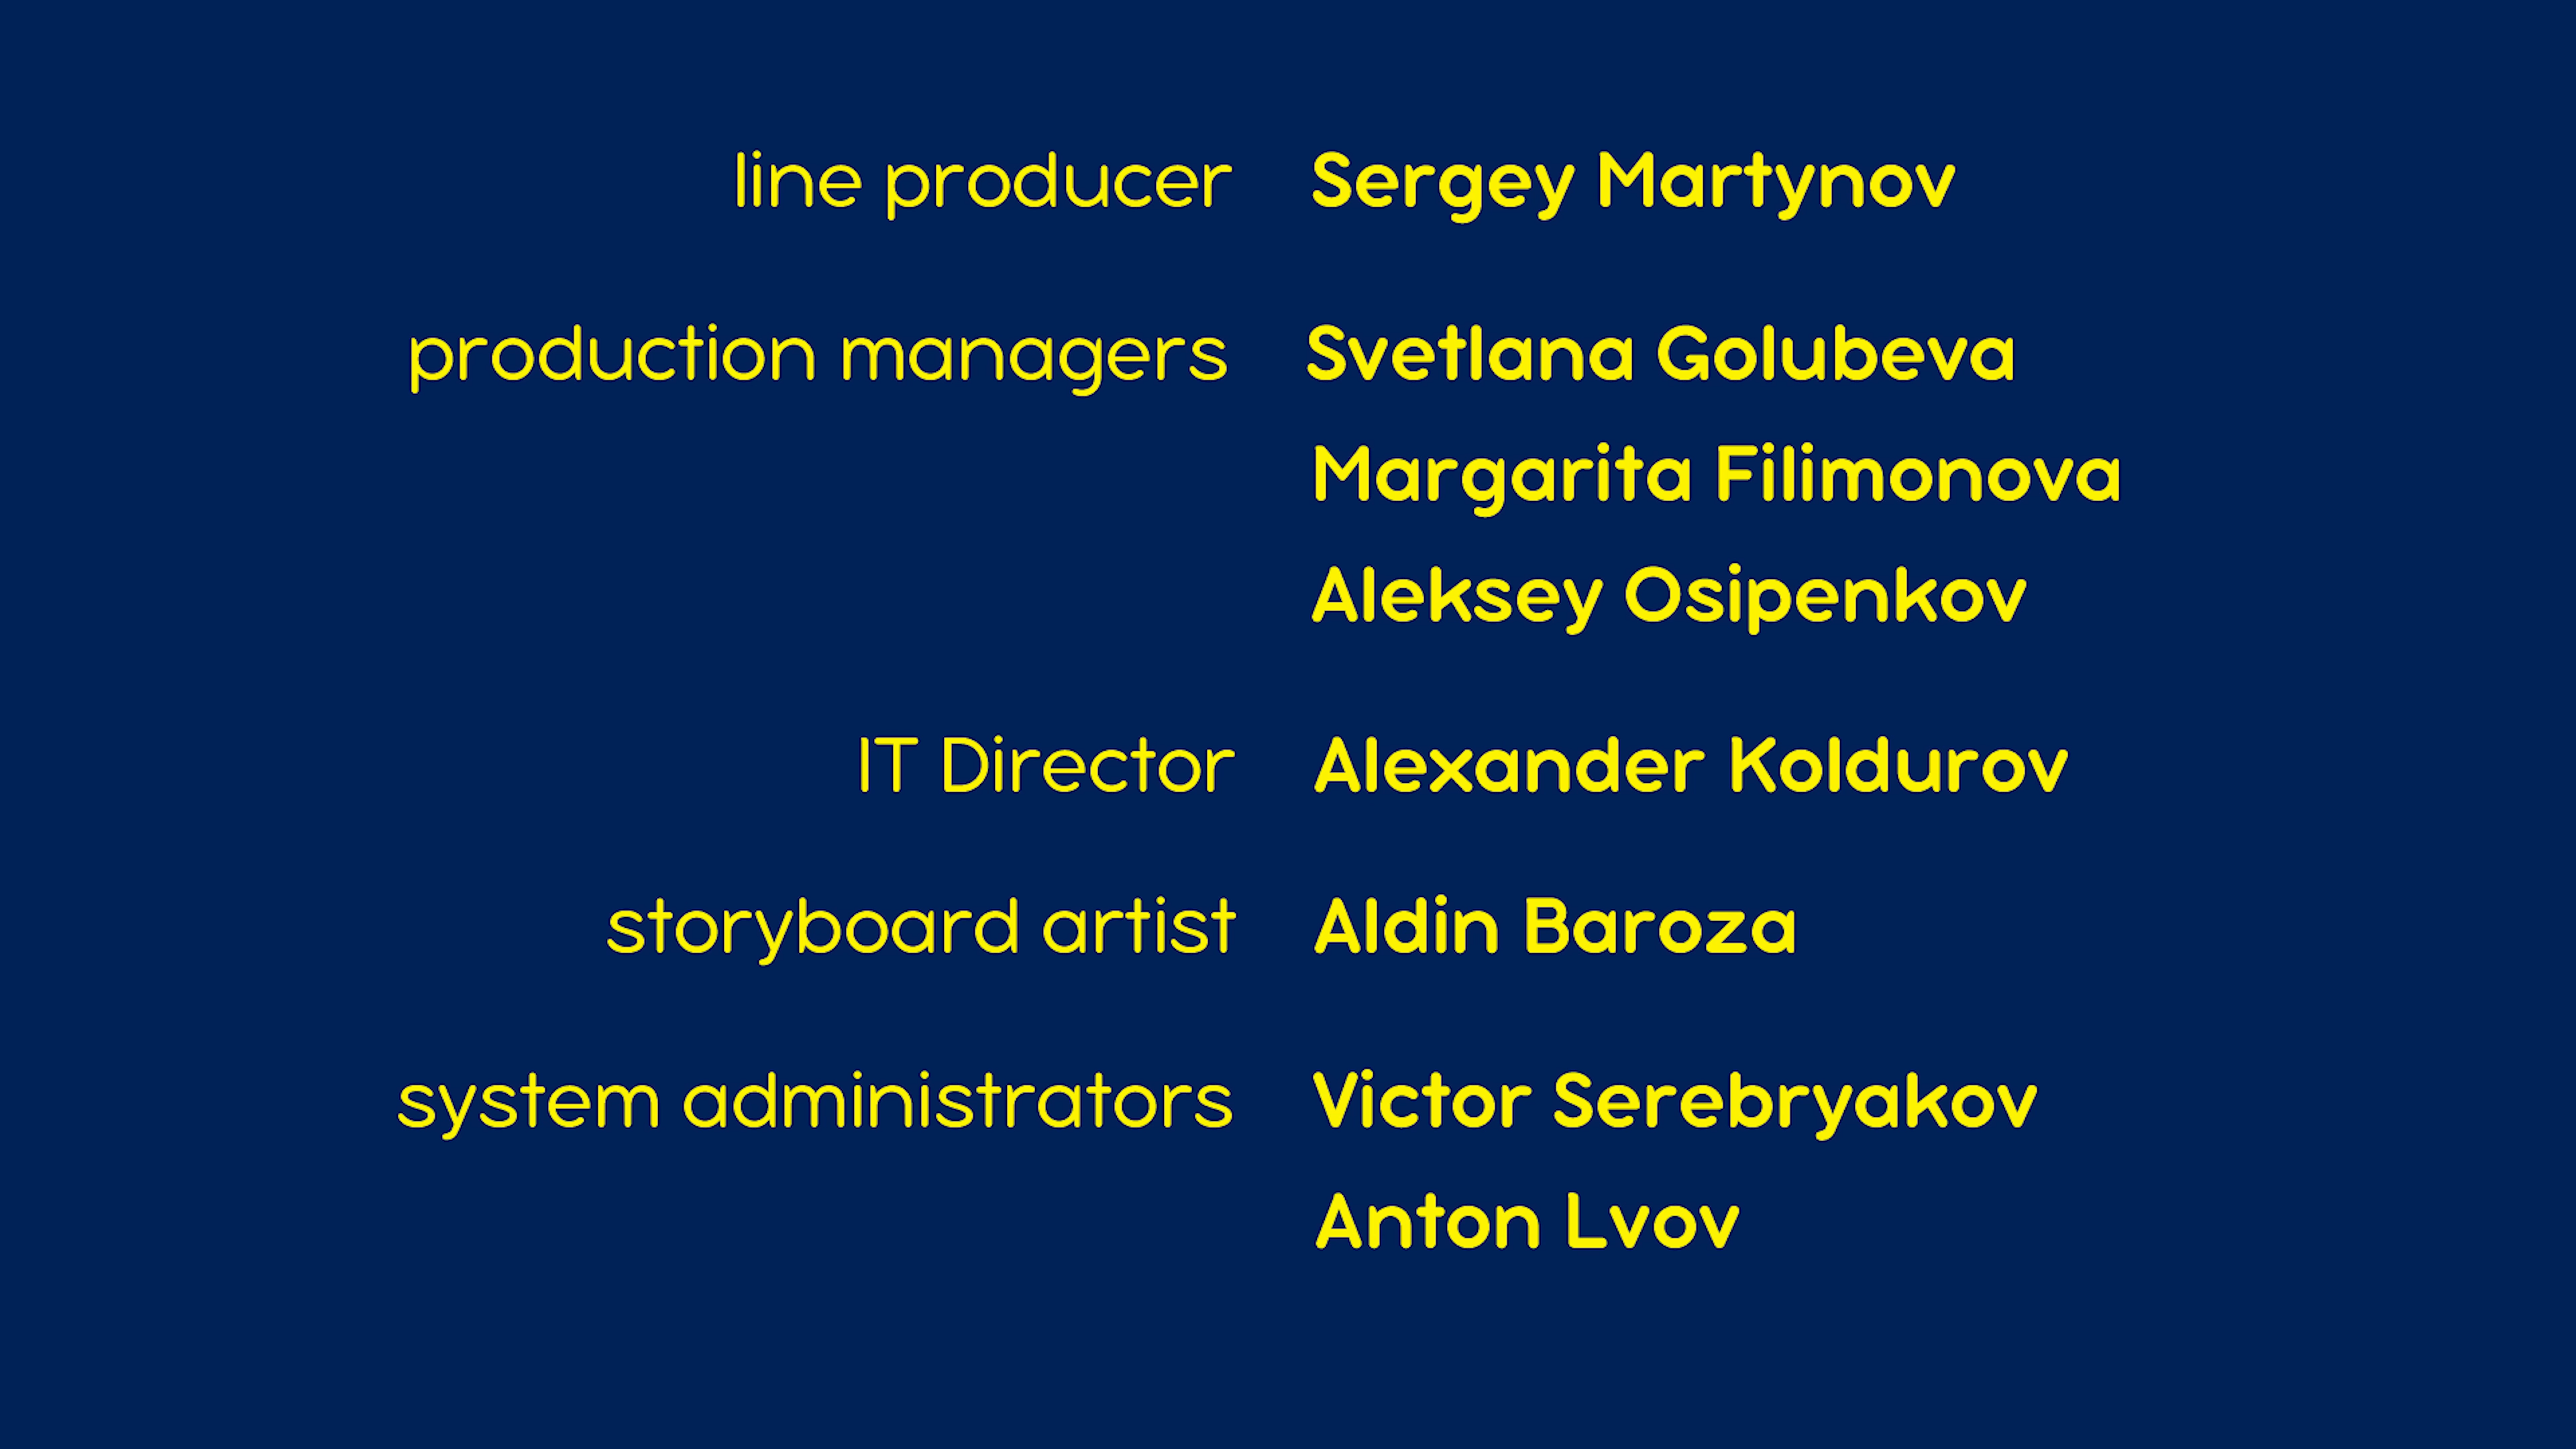 line producer Sergey Martynov
production managers Svetlana Golubeva
Margarita Filimonova
Aleksey Osipenkov
IT Director Alexander Koldurov
storyboard artist Aldin Baroza
system administrators Victor Serebryakov
Anton Lvov